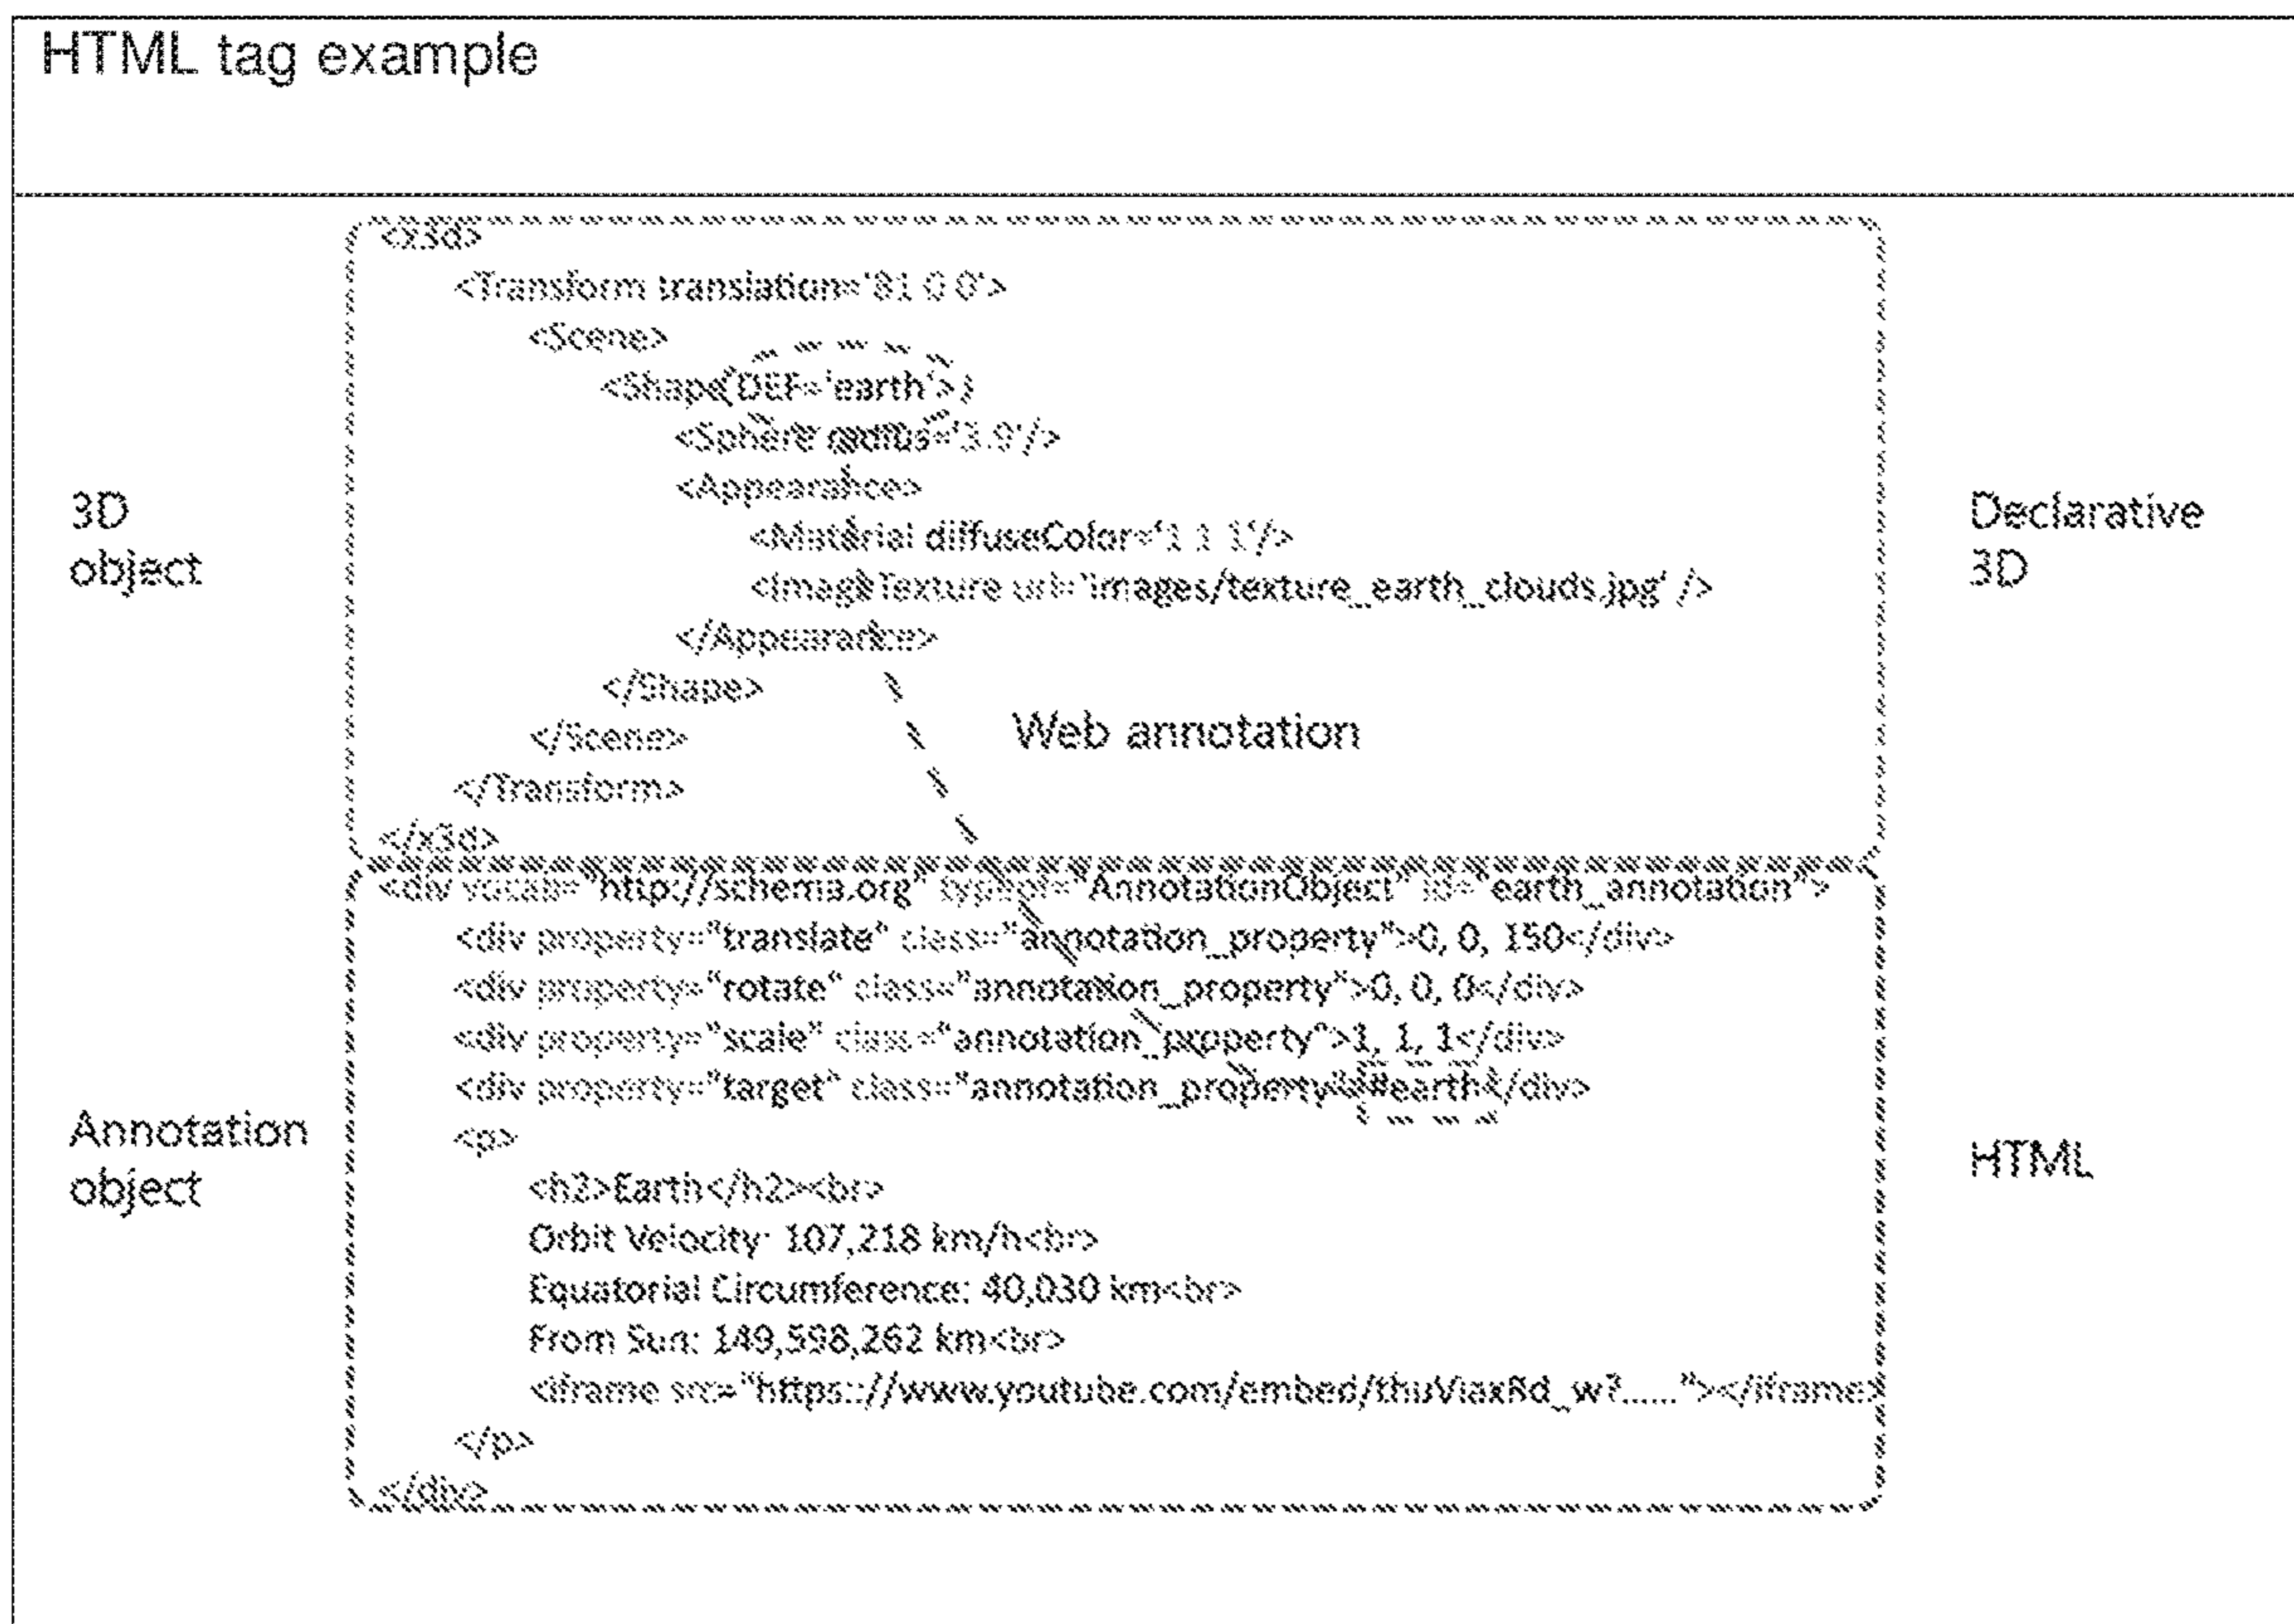 HTML tag example
<x3d>
<Transform translation='81 0 0'>
<Scene>
<Shape DEF='earth'>
<Sphere radius='3.9'/>
<Appearance>
<Material diffuseColor='1 1 1'/>
<ImageTexture url='images/texture_earth_clouds.jpg' />
</Appearance>
</Shape>
</Scene>
</Transform>
</x3d>
3D
object
Declarative
3D
Web annotation
<div vocab="http://schema.org" typeof="AnnotationObject" id="earth_annotation">
<div property="translate" class="annotation_property">0, 0, 150</div>
<div property="rotate" class="annotation_property">0, 0, 0</div>
<div property="scale" class="annotation_property">1, 1, 1</div>
<div property="target" class="annotation_property">#earth</div>
<p>
<h2>Earth</h2><br>
Orbit Velocity: 107,218 km/h<br>
Equatorial Circumference: 40,030 km<br>
From Sun: 149,598,262 km<br>
<iframe src="https://www.youtube.com/embed/
</p>
</div>
Annotation
object
HTML